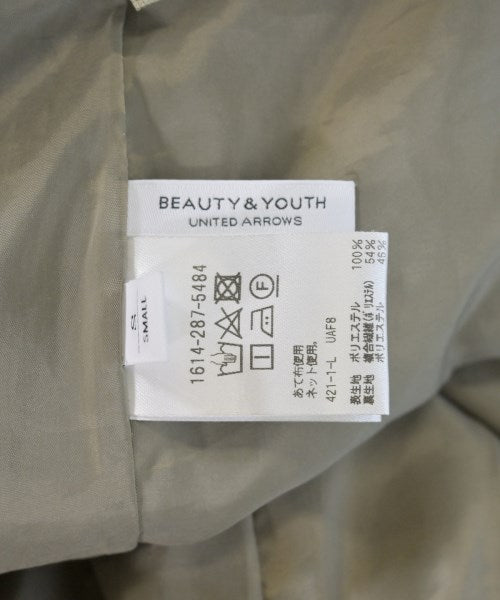 BEAUTY & YOUTH
UNITED ARROWS
S
SMALL
1614-287-5484
あて布使用
ネット使用。
421-1-L UAF8
表生地 ポリエステル 100%
裏生地 複合繊維(ポリエステル) 54%
ポリエステル 46%